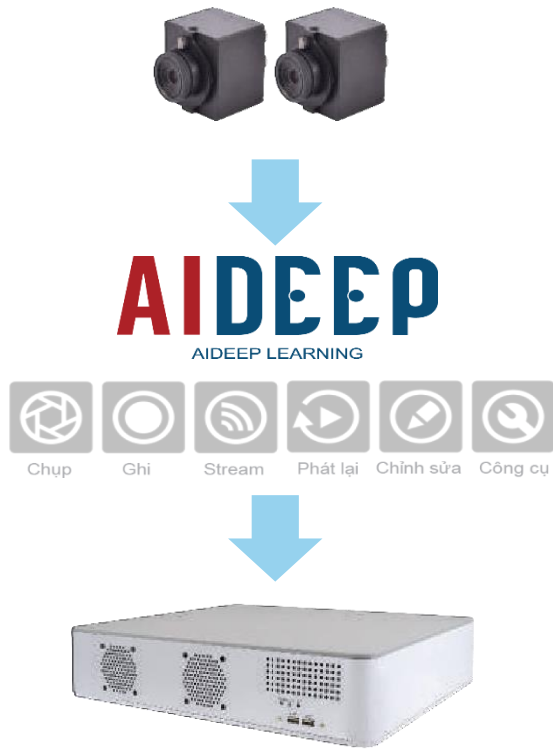 AIDEEP
AIDEEP LEARNING
Chụp Ghi Stream Phát lại Chỉnh sửa Công cụ